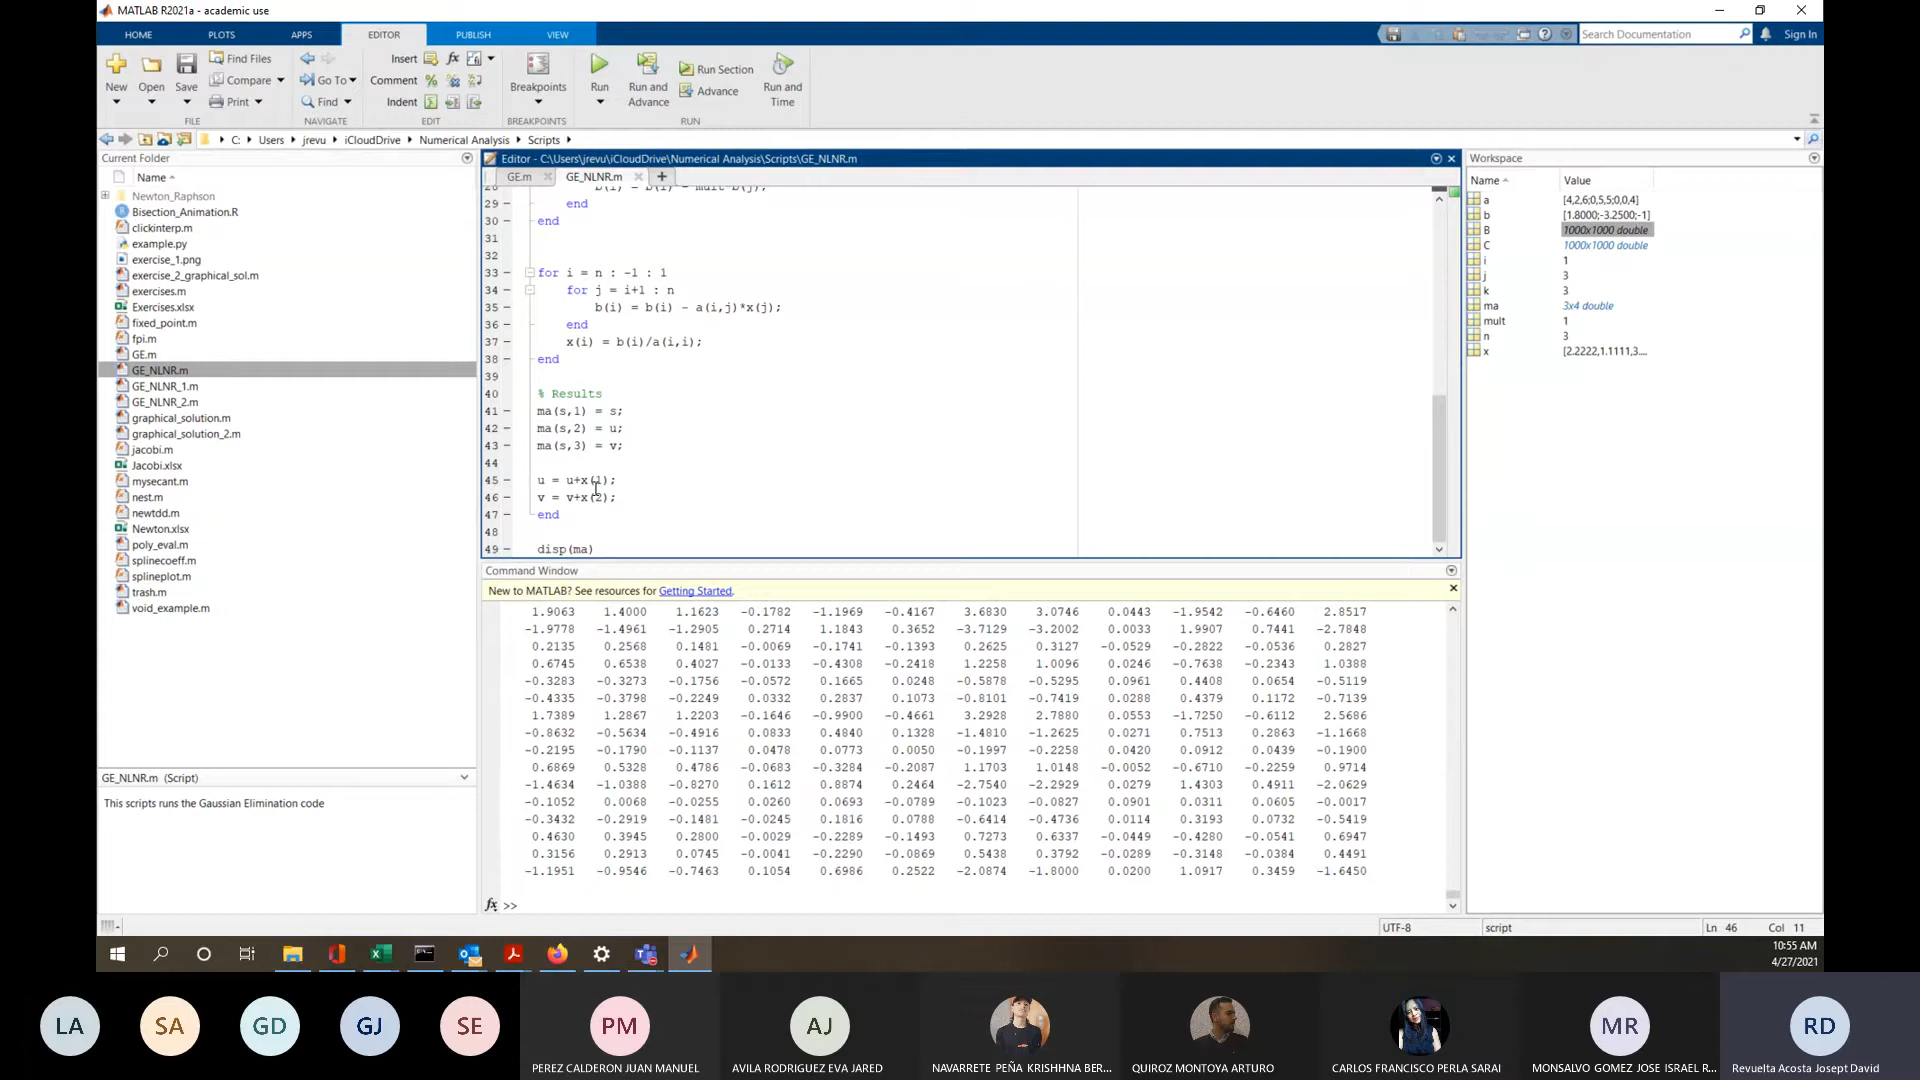 MATLAB R2021a - academic use
HOME PLOTS APPS EDITOR PUBLISH VIEW Search Documentation Sign In
New Open Save Find Files Compare Print Insert fx Go To Comment % Find Indent Breakpoints Run Run and Advance Run Section Advance Run and Time
FILE NAVIGATE EDIT BREAKPOINTS RUN
C: Users jrevu iCloudDrive Numerical Analysis Scripts
Current Folder
Name
Newton_Raphson
Bisection_Animation.R
clickinterp.m
example.py
exercise_1.png
exercise_2_graphical_sol.m
exercises.m
Exercises.xlsx
fixed_point.m
fpi.m
GE.m
GE_NLNR.m
GE_NLNR_1.m
GE_NLNR_2.m
graphical_solution.m
graphical_solution_2.m
jacobi.m
Jacobi.xlsx
mysecant.m
nest.m
newtdd.m
Newton.xlsx
poly_eval.m
splinecoeff.m
splineplot.m
trash.m
void_example.m
GE_NLNR.m (Script)
This scripts runs the Gaussian Elimination code
Editor - C:\Users\jrevu\iCloudDrive\Numerical Analysis\Scripts\GE_NLNR.m
GE.m GE_NLNR.m
28 b(i) = b(i) - mult*b(j);
29 end
30 end
31
32
33 for i = n : -1 : 1
34 for j = i+1 : n
35 b(i) = b(i) - a(i,j)*x(j);
36 end
37 x(i) = b(i)/a(i,i);
38 end
39
40 % Results
41 ma(s,1) = s;
42 ma(s,2) = u;
43 ma(s,3) = v;
44
45 u = u+x(1);
46 v = v+x(2);
47 end
48
49 disp(ma)
Command Window
New to MATLAB? See resources for Getting Started.
1.9063 1.4000 1.1623 -0.1782 -1.1969 -0.4167 3.6830 3.0746 0.0443 -1.9542 -0.6460 2.8517
-1.9778 -1.4961 -1.2905 0.2714 1.1843 0.3652 -3.7129 -3.2002 0.0033 1.9907 0.7441 -2.7848
0.2135 0.2568 0.1481 -0.0069 -0.1741 -0.1393 0.2625 0.3127 -0.0529 -0.2822 -0.0536 0.2827
0.6745 0.6538 0.4027 -0.0133 -0.4308 -0.2418 1.2258 1.0096 0.0246 -0.7638 -0.2343 1.0388
-0.3283 -0.3273 -0.1756 -0.0572 0.1665 0.0248 -0.5878 -0.5295 0.0961 0.4408 0.0654 -0.5119
-0.4335 -0.3798 -0.2249 0.0332 0.2837 0.1073 -0.8101 -0.7419 0.0288 0.4379 0.1172 -0.7139
1.7389 1.2867 1.2203 -0.1646 -0.9900 -0.4661 3.2928 2.7880 0.0553 -1.7250 -0.6112 2.5686
-0.8632 -0.5634 -0.4916 0.0833 0.4840 0.1328 -1.4810 -1.2625 0.0271 0.7513 0.2863 -1.1668
-0.2195 -0.1790 -0.1137 0.0478 0.0773 0.0050 -0.1997 -0.2258 0.0420 0.0912 0.0439 -0.1900
0.6869 0.5328 0.4786 -0.0683 -0.3284 -0.2087 1.1703 1.0148 -0.0052 -0.6710 -0.2259 0.9714
-1.4634 -1.0388 -0.8270 0.1612 0.8874 0.2464 -2.7540 -2.2929 0.0279 1.4303 0.4911 -2.0629
-0.1052 0.0068 -0.0255 0.0260 0.0693 -0.0789 -0.1023 -0.0827 0.0901 0.0311 0.0605 -0.0017
-0.3432 -0.2919 -0.1481 -0.0245 0.1816 0.0788 -0.6414 -0.4736 0.0114 0.3193 0.0732 -0.5419
0.4630 0.3945 0.2800 -0.0029 -0.2289 -0.1493 0.7273 0.6337 -0.0449 -0.4280 -0.0541 0.6947
0.3156 0.2913 0.0745 -0.0041 -0.2290 -0.0869 0.5438 0.3792 -0.0289 -0.3148 -0.0384 0.4491
-1.1951 -0.9546 -0.7463 0.1054 0.6986 0.2522 -2.0874 -1.8000 0.0200 1.0917 0.3459 -1.6450
fx >>
Workspace
Name Value
a [4,2,6;0,5,5;0,0,4]
b [1.8000;-3.2500;-1]
B 1000x1000 double
C 1000x1000 double
i 1
j 3
k 3
ma 3x4 double
mult 1
n 3
x [2.2222,1.1111,3....
UTF-8 script Ln 46 Col 11
10:55 AM
4/27/2021
LA SA GD GJ SE PM AJ MR RD
PEREZ CALDERON JUAN MANUEL
AVILA RODRIGUEZ EVA JARED
NAVARRETE PEÑA KRISHHNA BER...
QUIROZ MONTOYA ARTURO
CARLOS FRANCISCO PERLA SARAI
MONSALVO GOMEZ JOSE ISRAEL R...
Revuelta Acosta Josept David